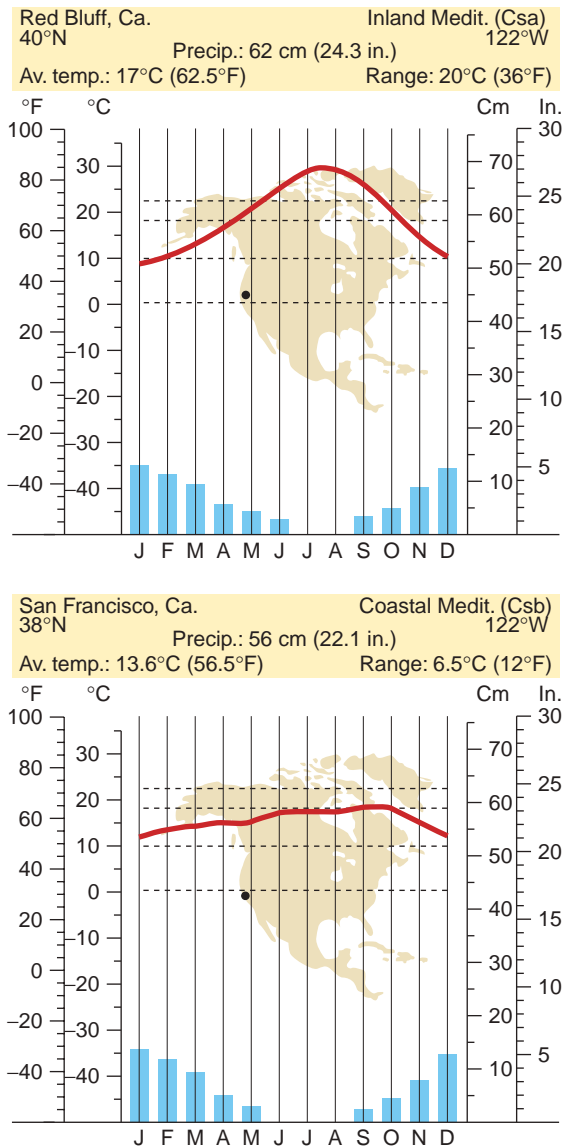 Red Bluff, Ca. Inland Medit. (Csa)
40°N 122°W
Precip.: 62 cm (24.3 in.)
Av. temp.: 17°C (62.5°F) Range: 20°C (36°F)
°F °C Cm In.
100 30
30 70
80 25
20 60
60
10 50 20
40
0 40
20 15
–10 30
0
–20 10
–20 20
–30
–40 10 5
–40
0
J F M A M J J A S O N D
San Francisco, Ca. Coastal Medit. (Csb)
38°N 122°W
Precip.: 56 cm (22.1 in.)
Av. temp.: 13.6°C (56.5°F) Range: 6.5°C (12°F)
°F °C Cm In.
100 30
30 70
80 25
20 60
60
10 50 20
40
0 40
20 15
–10 30
0
–20 10
–20 20
–30
–40 10 5
–40
0
J F M A M J J A S O N D